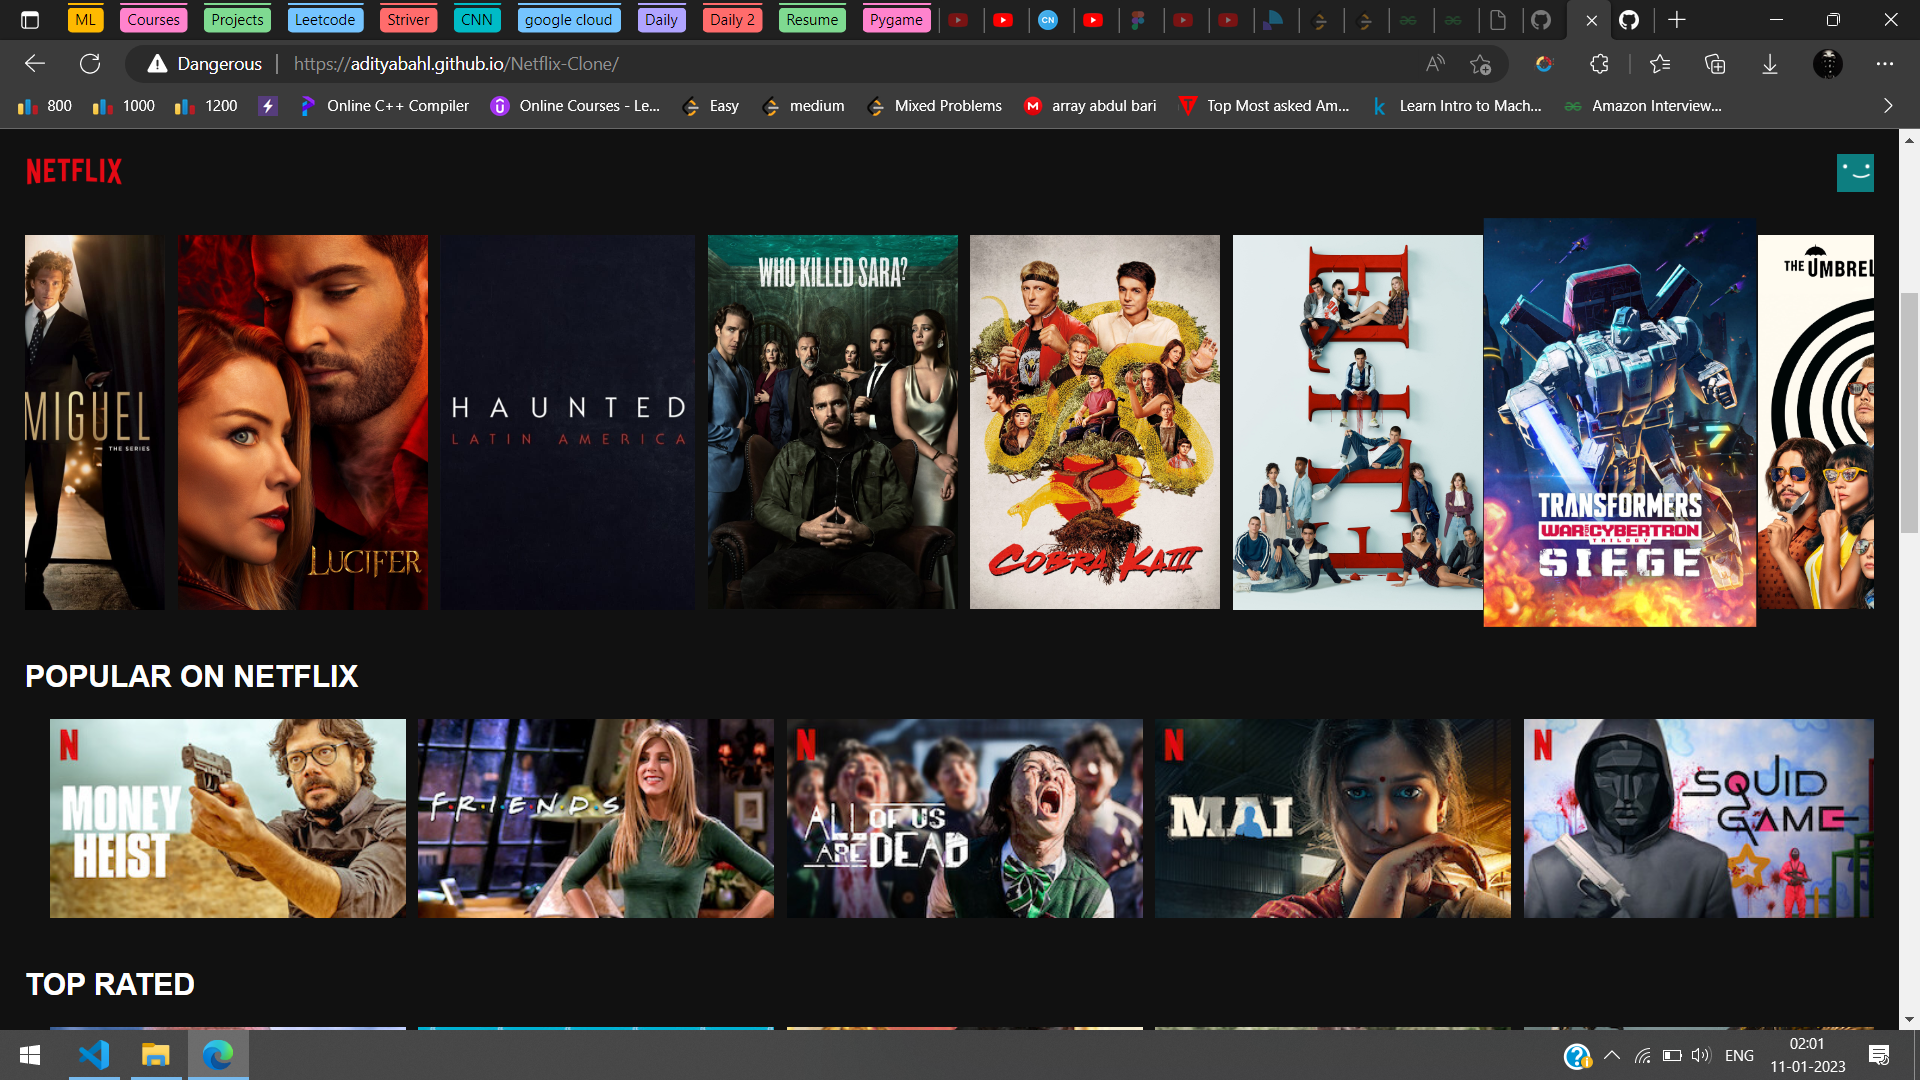 ML Courses Projects Leetcode Striver CNN google cloud Daily Daily 2 Resume Pygame CN
Dangerous https://adityabahl.github.io/Netflix-Clone/
800 1000 1200 Online C++ Compiler Online Courses - Le... Easy medium Mixed Problems array abdul bari Top Most asked Am... Learn Intro to Mach... Amazon Interview...
NETFLIX
MIGUEL
THE SERIES
LUCIFER
HAUNTED
LATIN AMERICA
WHO KILLED SARA?
COBRA KAI III
ELITE
TRANSFORMERS
WAR FOR CYBERTRON
TRILOGY
SIEGE
THE UMBREL
POPULAR ON NETFLIX
N
MONEY
HEIST
F·R·I·E·N·D·S
N
ALL OF US
ARE DEAD
N
MAI
N
SQUID
GAME
TOP RATED
ENG
02:01
11-01-2023